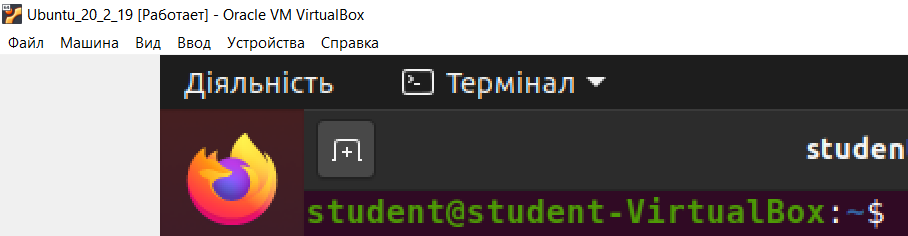 Ubuntu_20_2_19 [Работает] - Oracle VM VirtualBox
Файл Машина Вид Ввод Устройства Справка
Діяльність Термінал
studen
student@student-VirtualBox:~$